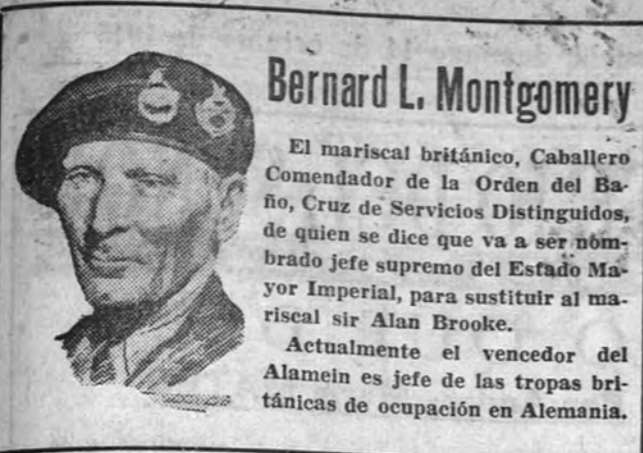 Bernard L. Montgomery
El mariscal británico, Caballero
Comendador de la Orden del Ba-
ño, Cruz de Servicios Distinguidos,
de quien se dice que va a ser nom-
brado jefe supremo del Estado Ma-
yor Imperial, para sustituir al ma-
riscal sir Alan Brooke.
Actualmente el vencedor del
Alamein es jefe de las tropas bri-
tánicas de ocupación en Alemania.